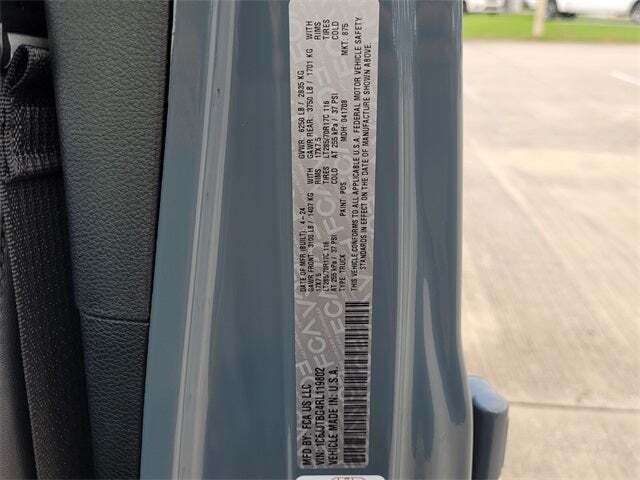 MFD BY: FCA US LLC
DATE OF MFR (BUILT): 4-24
GVWR: 6250 LB / 2835 KG
GAWR FRONT: 3100 LB / 1407 KG
WITH
GAWR REAR: 3750 LB / 1701 KG
WITH
17X7.5
RIMS
17X7.5
RIMS
LT285/70R17C 116
TIRES
LT285/70R17C 116
TIRES
AT 255 kPa / 37 PSI
COLD
AT 255 kPa / 37 PSI
COLD
TYPE: TRUCK
PAINT: PDS
MDH: 041709
MKT: 875
VIN: 1C6JJTBG4RL119802
VEHICLE MADE IN: U.S.A.
THIS VEHICLE CONFORMS TO ALL APPLICABLE U.S.A. FEDERAL MOTOR VEHICLE SAFETY
STANDARDS IN EFFECT ON THE DATE OF MANUFACTURE SHOWN ABOVE.